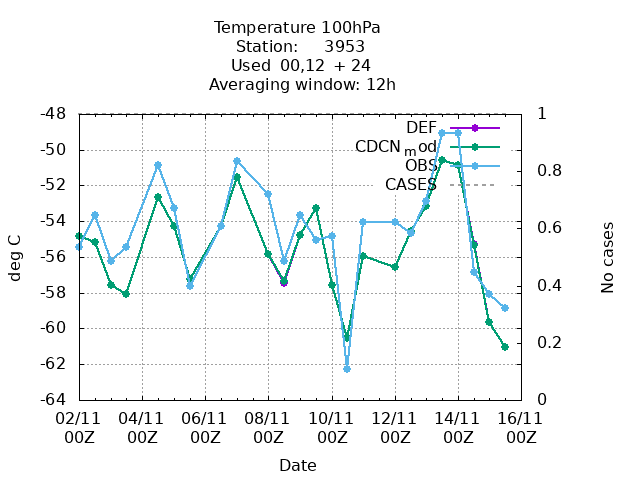 Temperature 100hPa
Station: 3953
Used 00,12 + 24
Averaging window: 12h
-48
-50
-52
-54
-56
-58
-60
-62
-64
1
0.8
0.6
0.4
0.2
0
DEF
CDCN_mod
OBS
CASES
deg C
No cases
02/11 04/11 06/11 08/11 10/11 12/11 14/11 16/11
00Z 00Z 00Z 00Z 00Z 00Z 00Z 00Z
Date